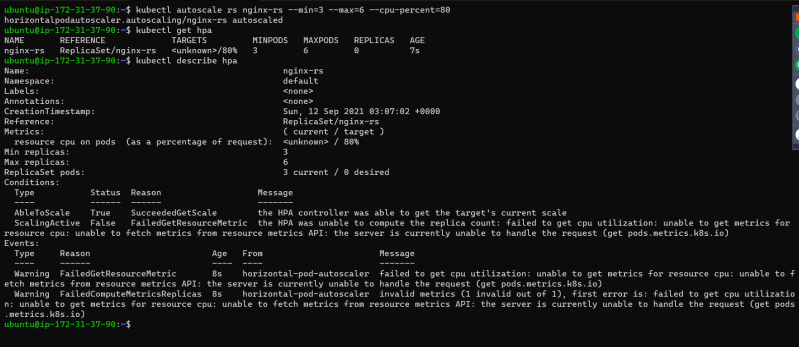 ubuntu@ip-172-31-37-90:~$ kubectl autoscale rs nginx-rs --min=3 --max=6 --cpu-percent=80
horizontalpodautoscaler.autoscaling/nginx-rs autoscaled
ubuntu@ip-172-31-37-90:~$ kubectl get hpa
NAME       REFERENCE             TARGETS         MINPODS   MAXPODS   REPLICAS   AGE
nginx-rs   ReplicaSet/nginx-rs   <unknown>/80%   3         6         0          7s
ubuntu@ip-172-31-37-90:~$ kubectl describe hpa
Name:                                                  nginx-rs
Namespace:                                             default
Labels:                                                <none>
Annotations:                                           <none>
CreationTimestamp:                                     Sun, 12 Sep 2021 03:07:02 +0000
Reference:                                             ReplicaSet/nginx-rs
Metrics:                                               ( current / target )
  resource cpu on pods  (as a percentage of request):  <unknown> / 80%
Min replicas:                                          3
Max replicas:                                          6
ReplicaSet pods:                                       3 current / 0 desired
Conditions:
  Type           Status  Reason                   Message
  ----           ------  ------                   -------
  AbleToScale    True    SucceededGetScale        the HPA controller was able to get the target's current scale
  ScalingActive  False   FailedGetResourceMetric  the HPA was unable to compute the replica count: failed to get cpu utilization: unable to get metrics for
resource cpu: unable to fetch metrics from resource metrics API: the server is currently unable to handle the request (get pods.metrics.k8s.io)
Events:
  Type     Reason                        Age   From                       Message
  ----     ------                        ----  ----                       -------
  Warning  FailedGetResourceMetric       8s    horizontal-pod-autoscaler  failed to get cpu utilization: unable to get metrics for resource cpu: unable to f
etch metrics from resource metrics API: the server is currently unable to handle the request (get pods.metrics.k8s.io)
  Warning  FailedComputeMetricsReplicas  8s    horizontal-pod-autoscaler  invalid metrics (1 invalid out of 1), first error is: failed to get cpu utilizatio
n: unable to get metrics for resource cpu: unable to fetch metrics from resource metrics API: the server is currently unable to handle the request (get pods
.metrics.k8s.io)
ubuntu@ip-172-31-37-90:~$